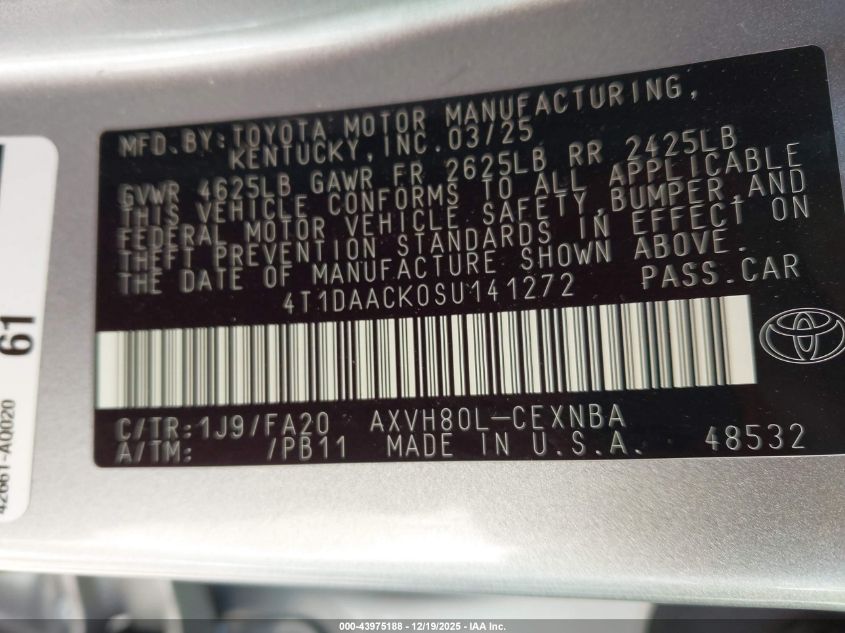 MFD. BY: TOYOTA MOTOR MANUFACTURING,
KENTUCKY, INC. 03/25
GVWR 4625LB GAWR FR 2625LB RR 2425LB
THIS VEHICLE CONFORMS TO ALL APPLICABLE
FEDERAL MOTOR VEHICLE SAFETY, BUMPER, AND
THEFT PREVENTION STANDARDS IN EFFECT ON
THE DATE OF MANUFACTURE SHOWN ABOVE.
4T1DAACK0SU141272 PASS. CAR
C/TR: 1J9/FA20 AXVH80L-CEXNBA
A/TM: /PB11 MADE IN U.S.A. 48532
61
42661-A0020
000-43975188 - 12/19/2025 - IAA Inc.